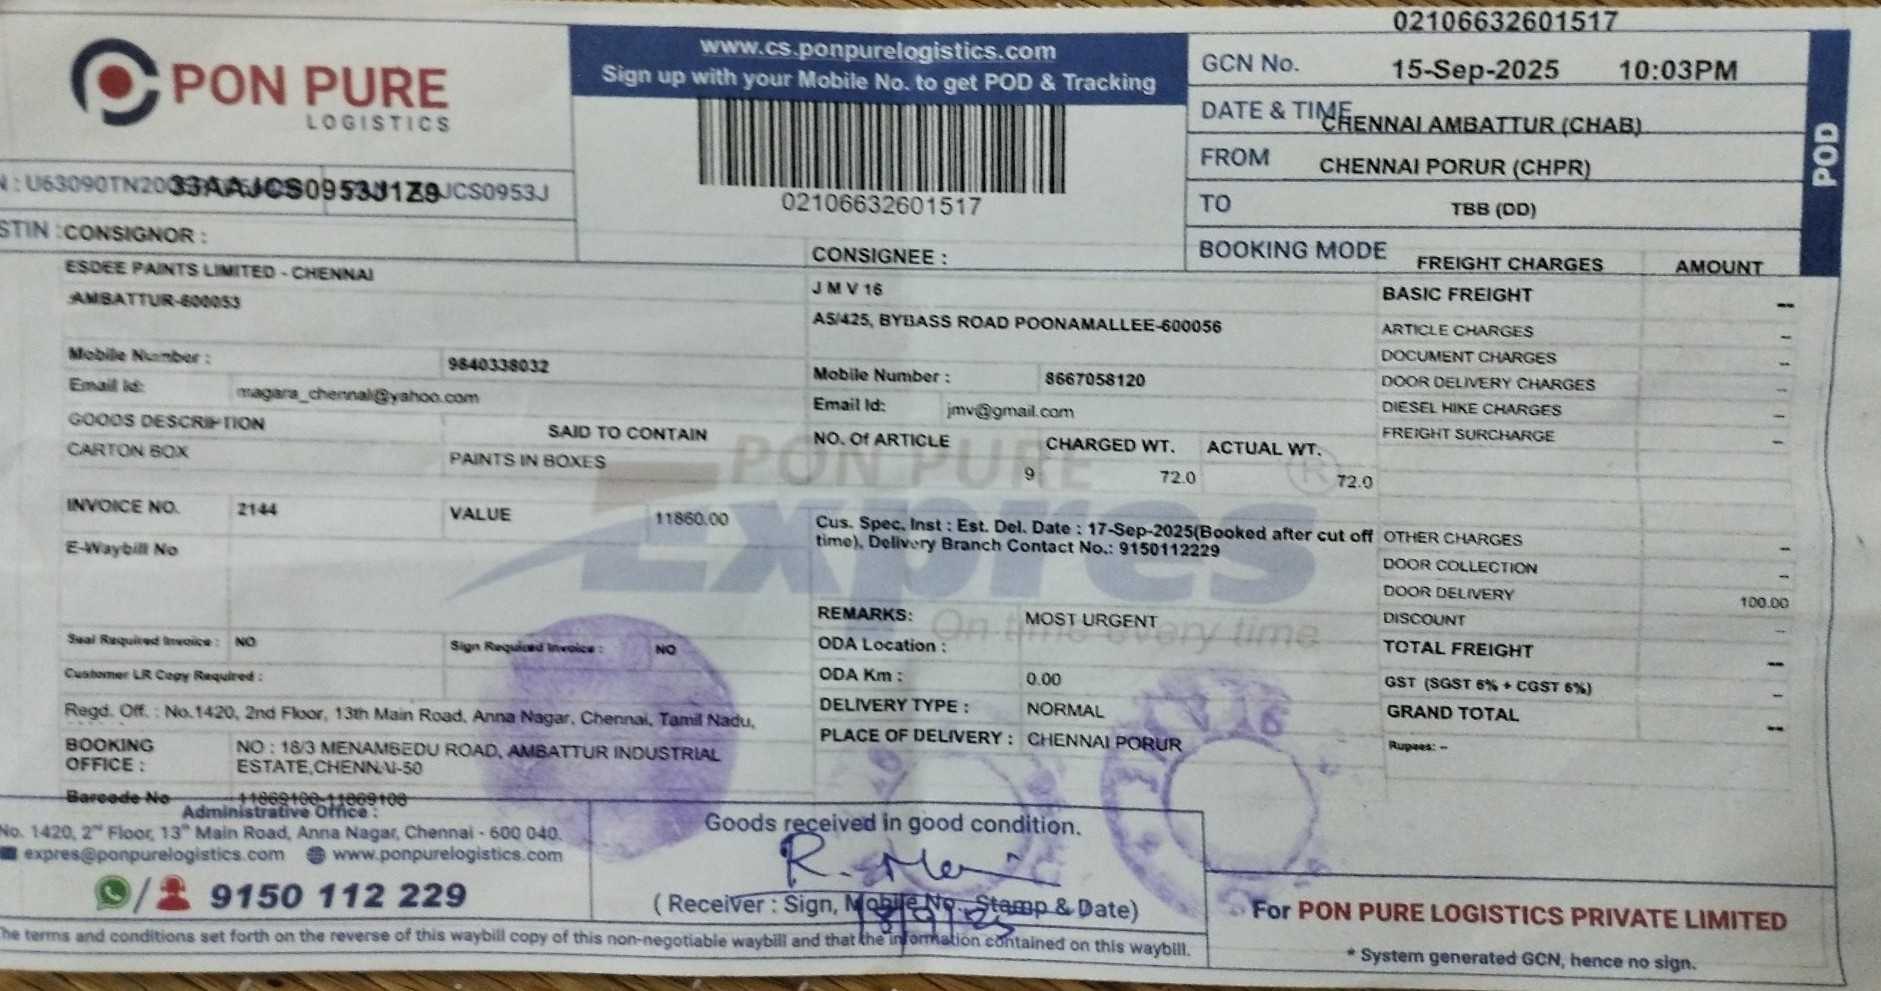 02106632601517
PON PURE
LOGISTICS
www.cs.ponpurelogistics.com
Sign up with your Mobile No. to get POD & Tracking
02106632601517
GCN No. 15-Sep-2025 10:03PM
DATE & TIME CHENNAI AMBATTUR (CHAB)
FROM CHENNAI PORUR (CHPR)
TO TBB (DD)
BOOKING MODE
POD
33AAJCS0953J1Z9
CONSIGNOR :
ESDEE PAINTS LIMITED - CHENNAI
AMBATTUR-600053
Mobile Number : 9840338032
Email Id: magara_chennai@yahoo.com
GOODS DESCRIPTION SAID TO CONTAIN
CARTON BOX PAINTS IN BOXES
INVOICE NO. 2144 VALUE 11860.00
E-Waybill No
Seal Required Invoice : NO Sign Required Invoice : NO
Customer LR Copy Required :
Regd. Off. : No.1420, 2nd Floor, 13th Main Road, Anna Nagar, Chennai, Tamil Nadu,
BOOKING OFFICE : NO : 18/3 MENAMBEDU ROAD, AMBATTUR INDUSTRIAL
ESTATE,CHENNAI-50
Barcode No 11869100-11869108
CONSIGNEE :
J M V 16
A5/425, BYBASS ROAD POONAMALLEE-600056
Mobile Number : 8667058120
Email Id: jmv@gmail.com
NO. Of ARTICLE CHARGED WT. ACTUAL WT.
9 72.0 72.0
PON PURE
Expres
On time every time
Cus. Spec. Inst : Est. Del. Date : 17-Sep-2025(Booked after cut off
time), Delivery Branch Contact No.: 9150112229
REMARKS: MOST URGENT
ODA Location :
ODA Km : 0.00
DELIVERY TYPE : NORMAL
PLACE OF DELIVERY : CHENNAI PORUR
FREIGHT CHARGES AMOUNT
BASIC FREIGHT --
ARTICLE CHARGES --
DOCUMENT CHARGES --
DOOR DELIVERY CHARGES --
DIESEL HIKE CHARGES --
FREIGHT SURCHARGE --
OTHER CHARGES --
DOOR COLLECTION --
DOOR DELIVERY 100.00
DISCOUNT --
TOTAL FREIGHT --
GST (SGST 6% + CGST 6%) --
GRAND TOTAL --
Rupees: --
Administrative Office :
No. 1420, 2nd Floor, 13th Main Road, Anna Nagar, Chennai - 600 040.
expres@ponpurelogistics.com www.ponpurelogistics.com
9150 112 229
Goods received in good condition.
(Receiver : Sign, Mobile No. Stamp & Date)
The terms and conditions set forth on the reverse of this waybill copy of this non-negotiable waybill and that the information contained on this waybill.
For PON PURE LOGISTICS PRIVATE LIMITED
* System generated GCN, hence no sign.